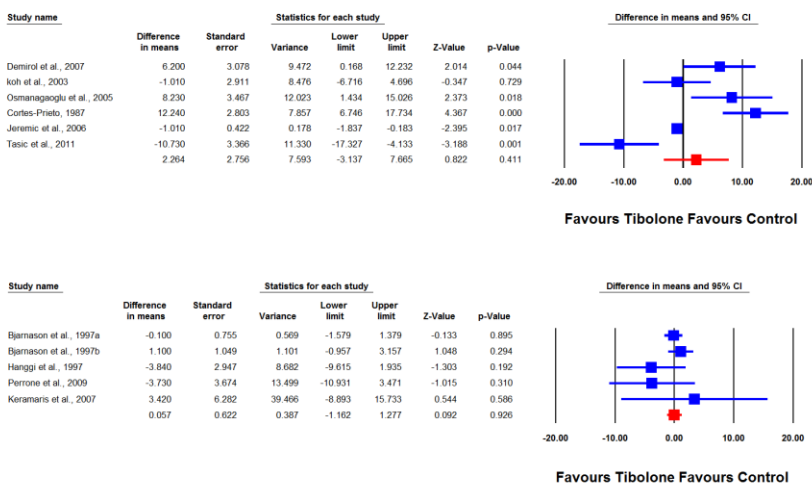 Study name Statistics for each study Difference in means and 95% CI
Difference in means Standard error Variance Lower limit Upper limit Z-Value p-Value
Demirol et al., 2007 6.200 3.078 9.472 0.168 12.232 2.014 0.044
koh et al., 2003 -1.010 2.911 8.476 -6.716 4.696 -0.347 0.729
Osmanagaoglu et al., 2005 8.230 3.467 12.023 1.434 15.026 2.373 0.018
Cortes-Prieto, 1987 12.240 2.803 7.857 6.746 17.734 4.367 0.000
Jeremic et al., 2006 -1.010 0.422 0.178 -1.837 -0.183 -2.395 0.017
Tasic et al., 2011 -10.730 3.366 11.330 -17.327 -4.133 -3.188 0.001
2.264 2.756 7.593 -3.137 7.665 0.822 0.411
-20.00 -10.00 0.00 10.00 20.00
Favours Tibolone Favours Control
Study name Statistics for each study Difference in means and 95% CI
Difference in means Standard error Variance Lower limit Upper limit Z-Value p-Value
Bjarnason et al., 1997a -0.100 0.755 0.569 -1.579 1.379 -0.133 0.895
Bjarnason et al., 1997b 1.100 1.049 1.101 -0.957 3.157 1.048 0.294
Hanggi et al., 1997 -3.840 2.947 8.682 -9.615 1.935 -1.303 0.192
Perrone et al., 2009 -3.730 3.674 13.499 -10.931 3.471 -1.015 0.310
Keramaris et al., 2007 3.420 6.282 39.466 -8.893 15.733 0.544 0.586
0.057 0.622 0.387 -1.162 1.277 0.092 0.926
-20.00 -10.00 0.00 10.00 20.00
Favours Tibolone Favours Control